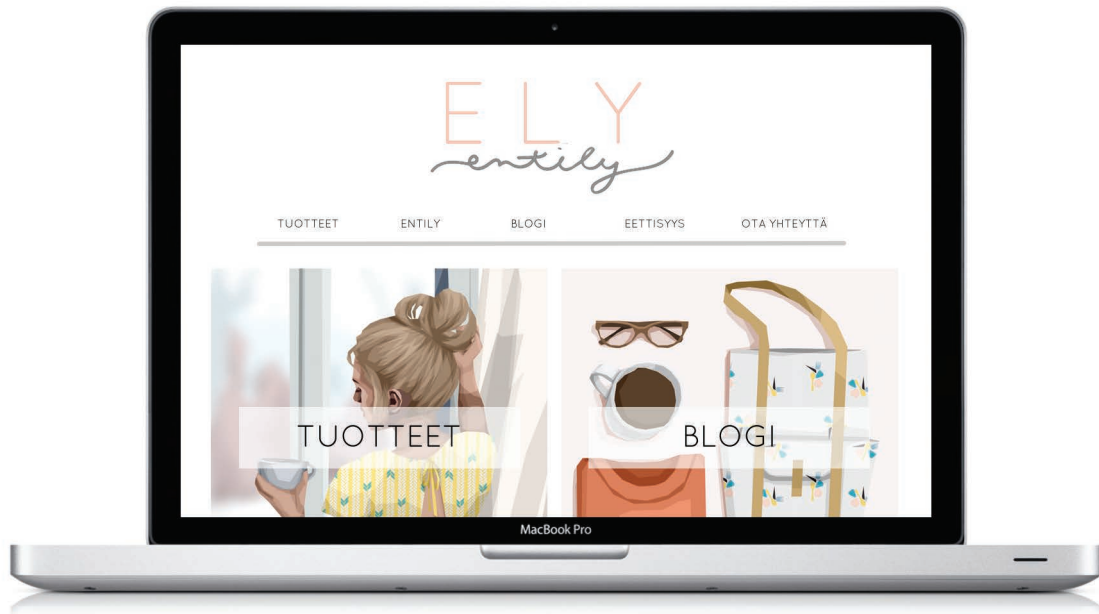 ELY
entily
TUOTTEET ENTILY BLOGI EETTISYYS OTA YHTEYTTÄ
TUOTTEET BLOGI
MacBook Pro